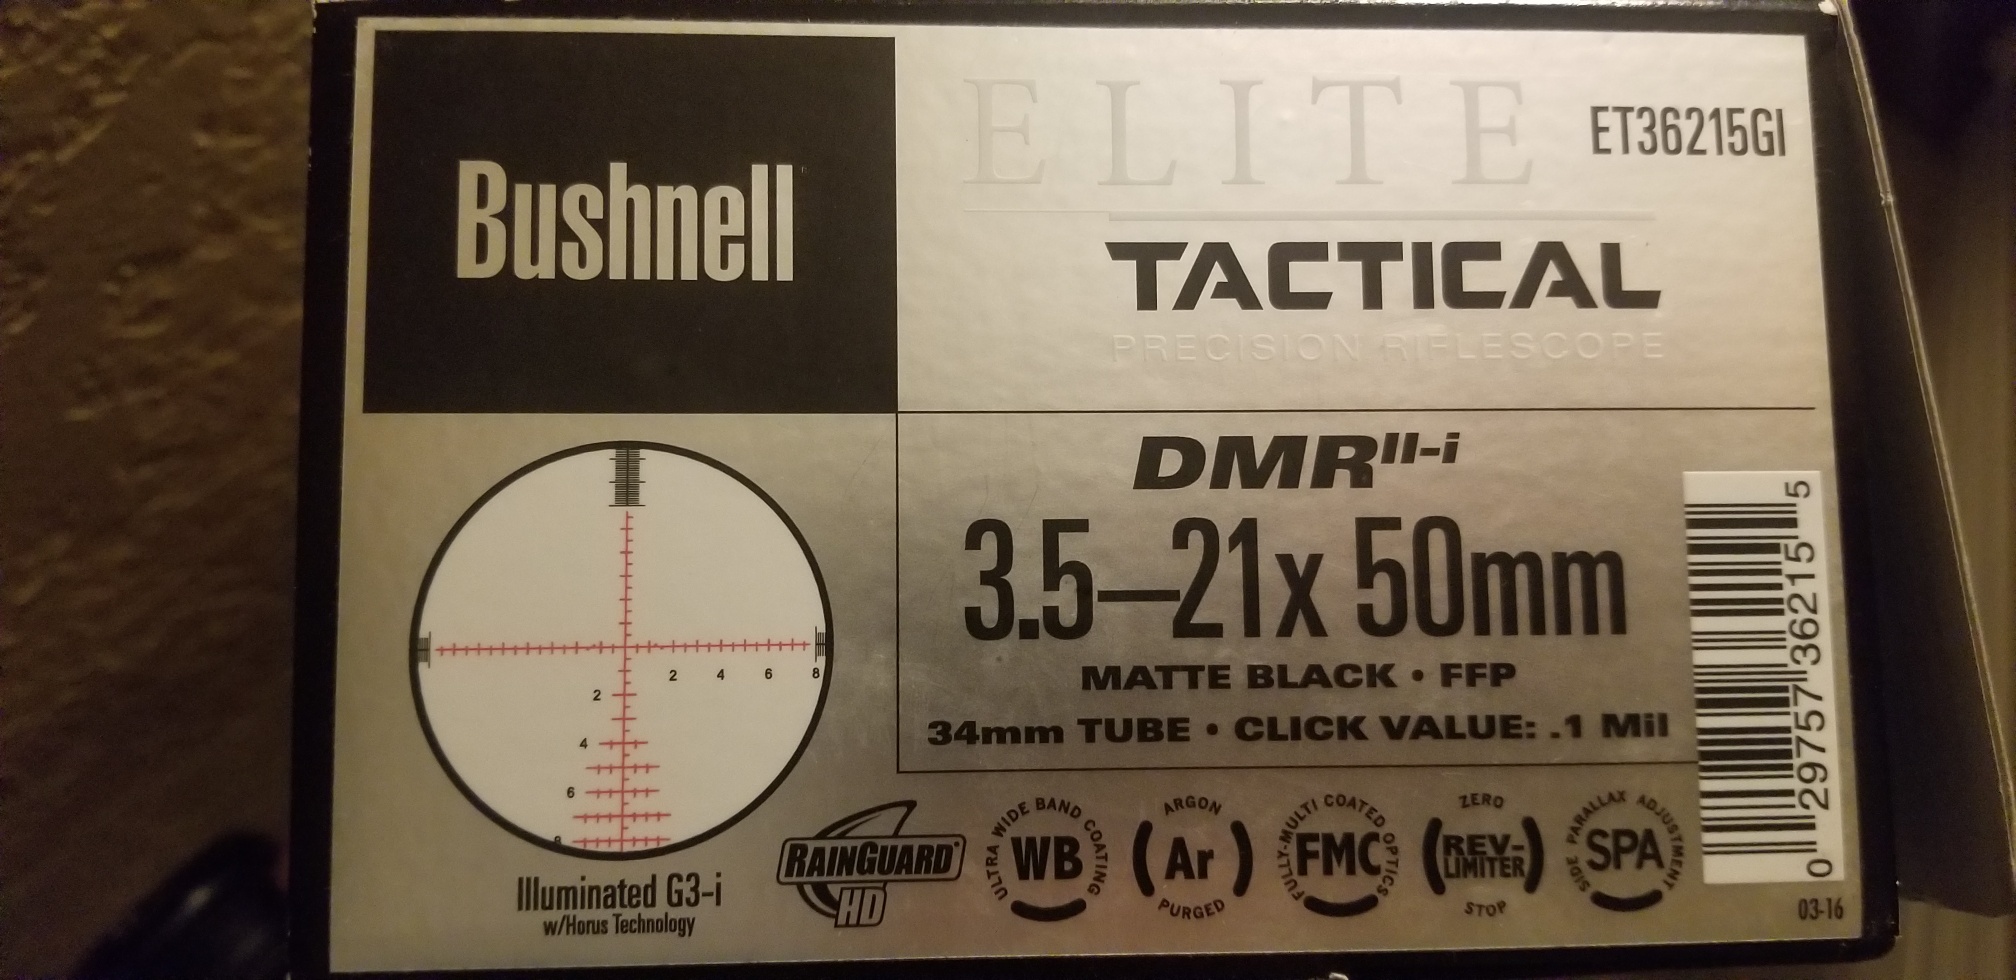 Bushnell
ELITE
ET36215GI
TACTICAL
PRECISION RIFLESCOPE
DMR II-i
3.5—21x 50mm
MATTE BLACK • FFP
34mm TUBE • CLICK VALUE: .1 Mil
2 4 6 8
2
4
6
8
Illuminated G3-i
w/Horus Technology
RAINGUARD
HD
ULTRA WIDE BAND COATING
WB
ARGON
Ar
PURGED
FULLY-MULTI COATED OPTICS
FMC
ZERO
REV-
LIMITER
STOP
SIDE PARALLAX ADJUSTMENT
SPA
0 29757 36215 5
03-16